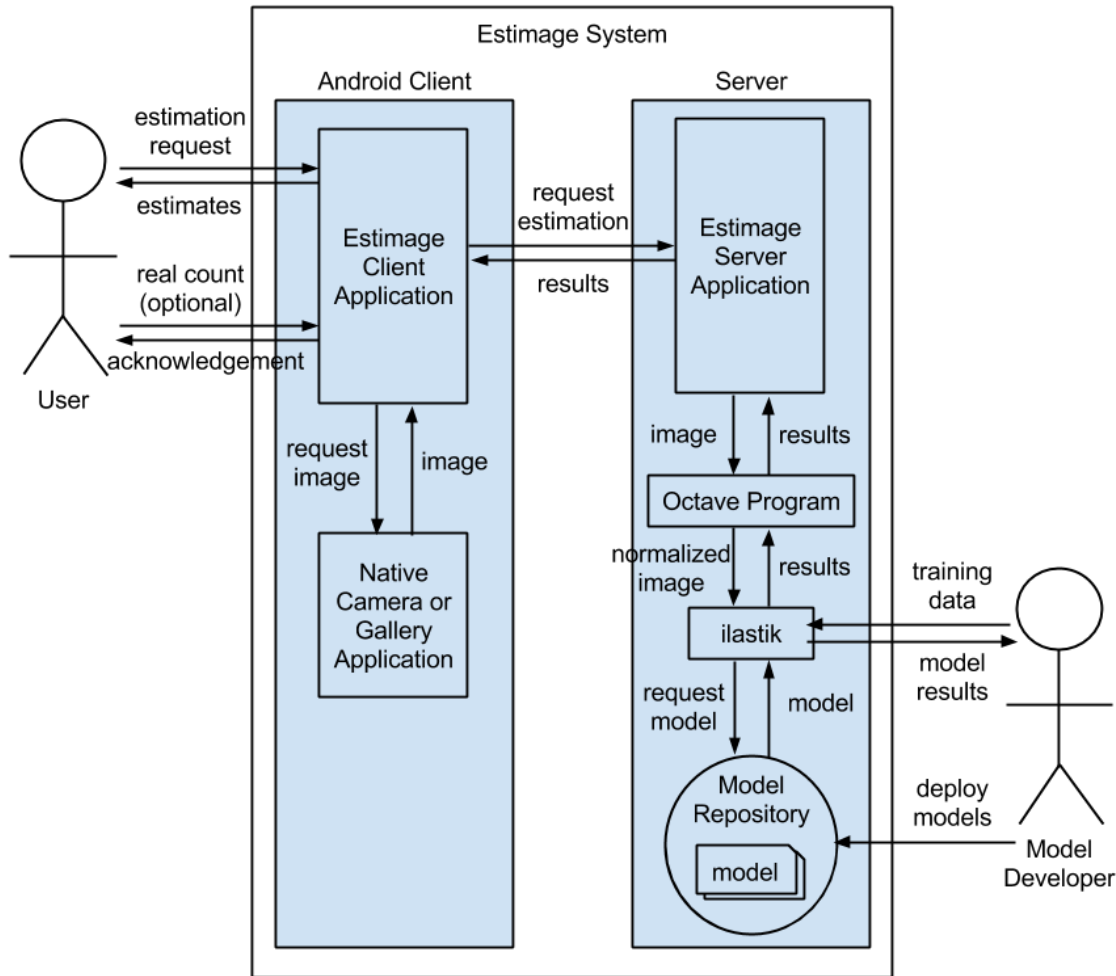 Estimage System
Android Client
Server
estimation
request
estimates
real count
(optional)
acknowledgement
User
Estimage
Client
Application
request
estimation
results
Estimage
Server
Application
request
image
image
Native
Camera or
Gallery
Application
image
results
Octave Program
normalized
image
results
ilastik
training
data
model
results
request
model
model
Model
Repository
model
deploy
models
Model
Developer